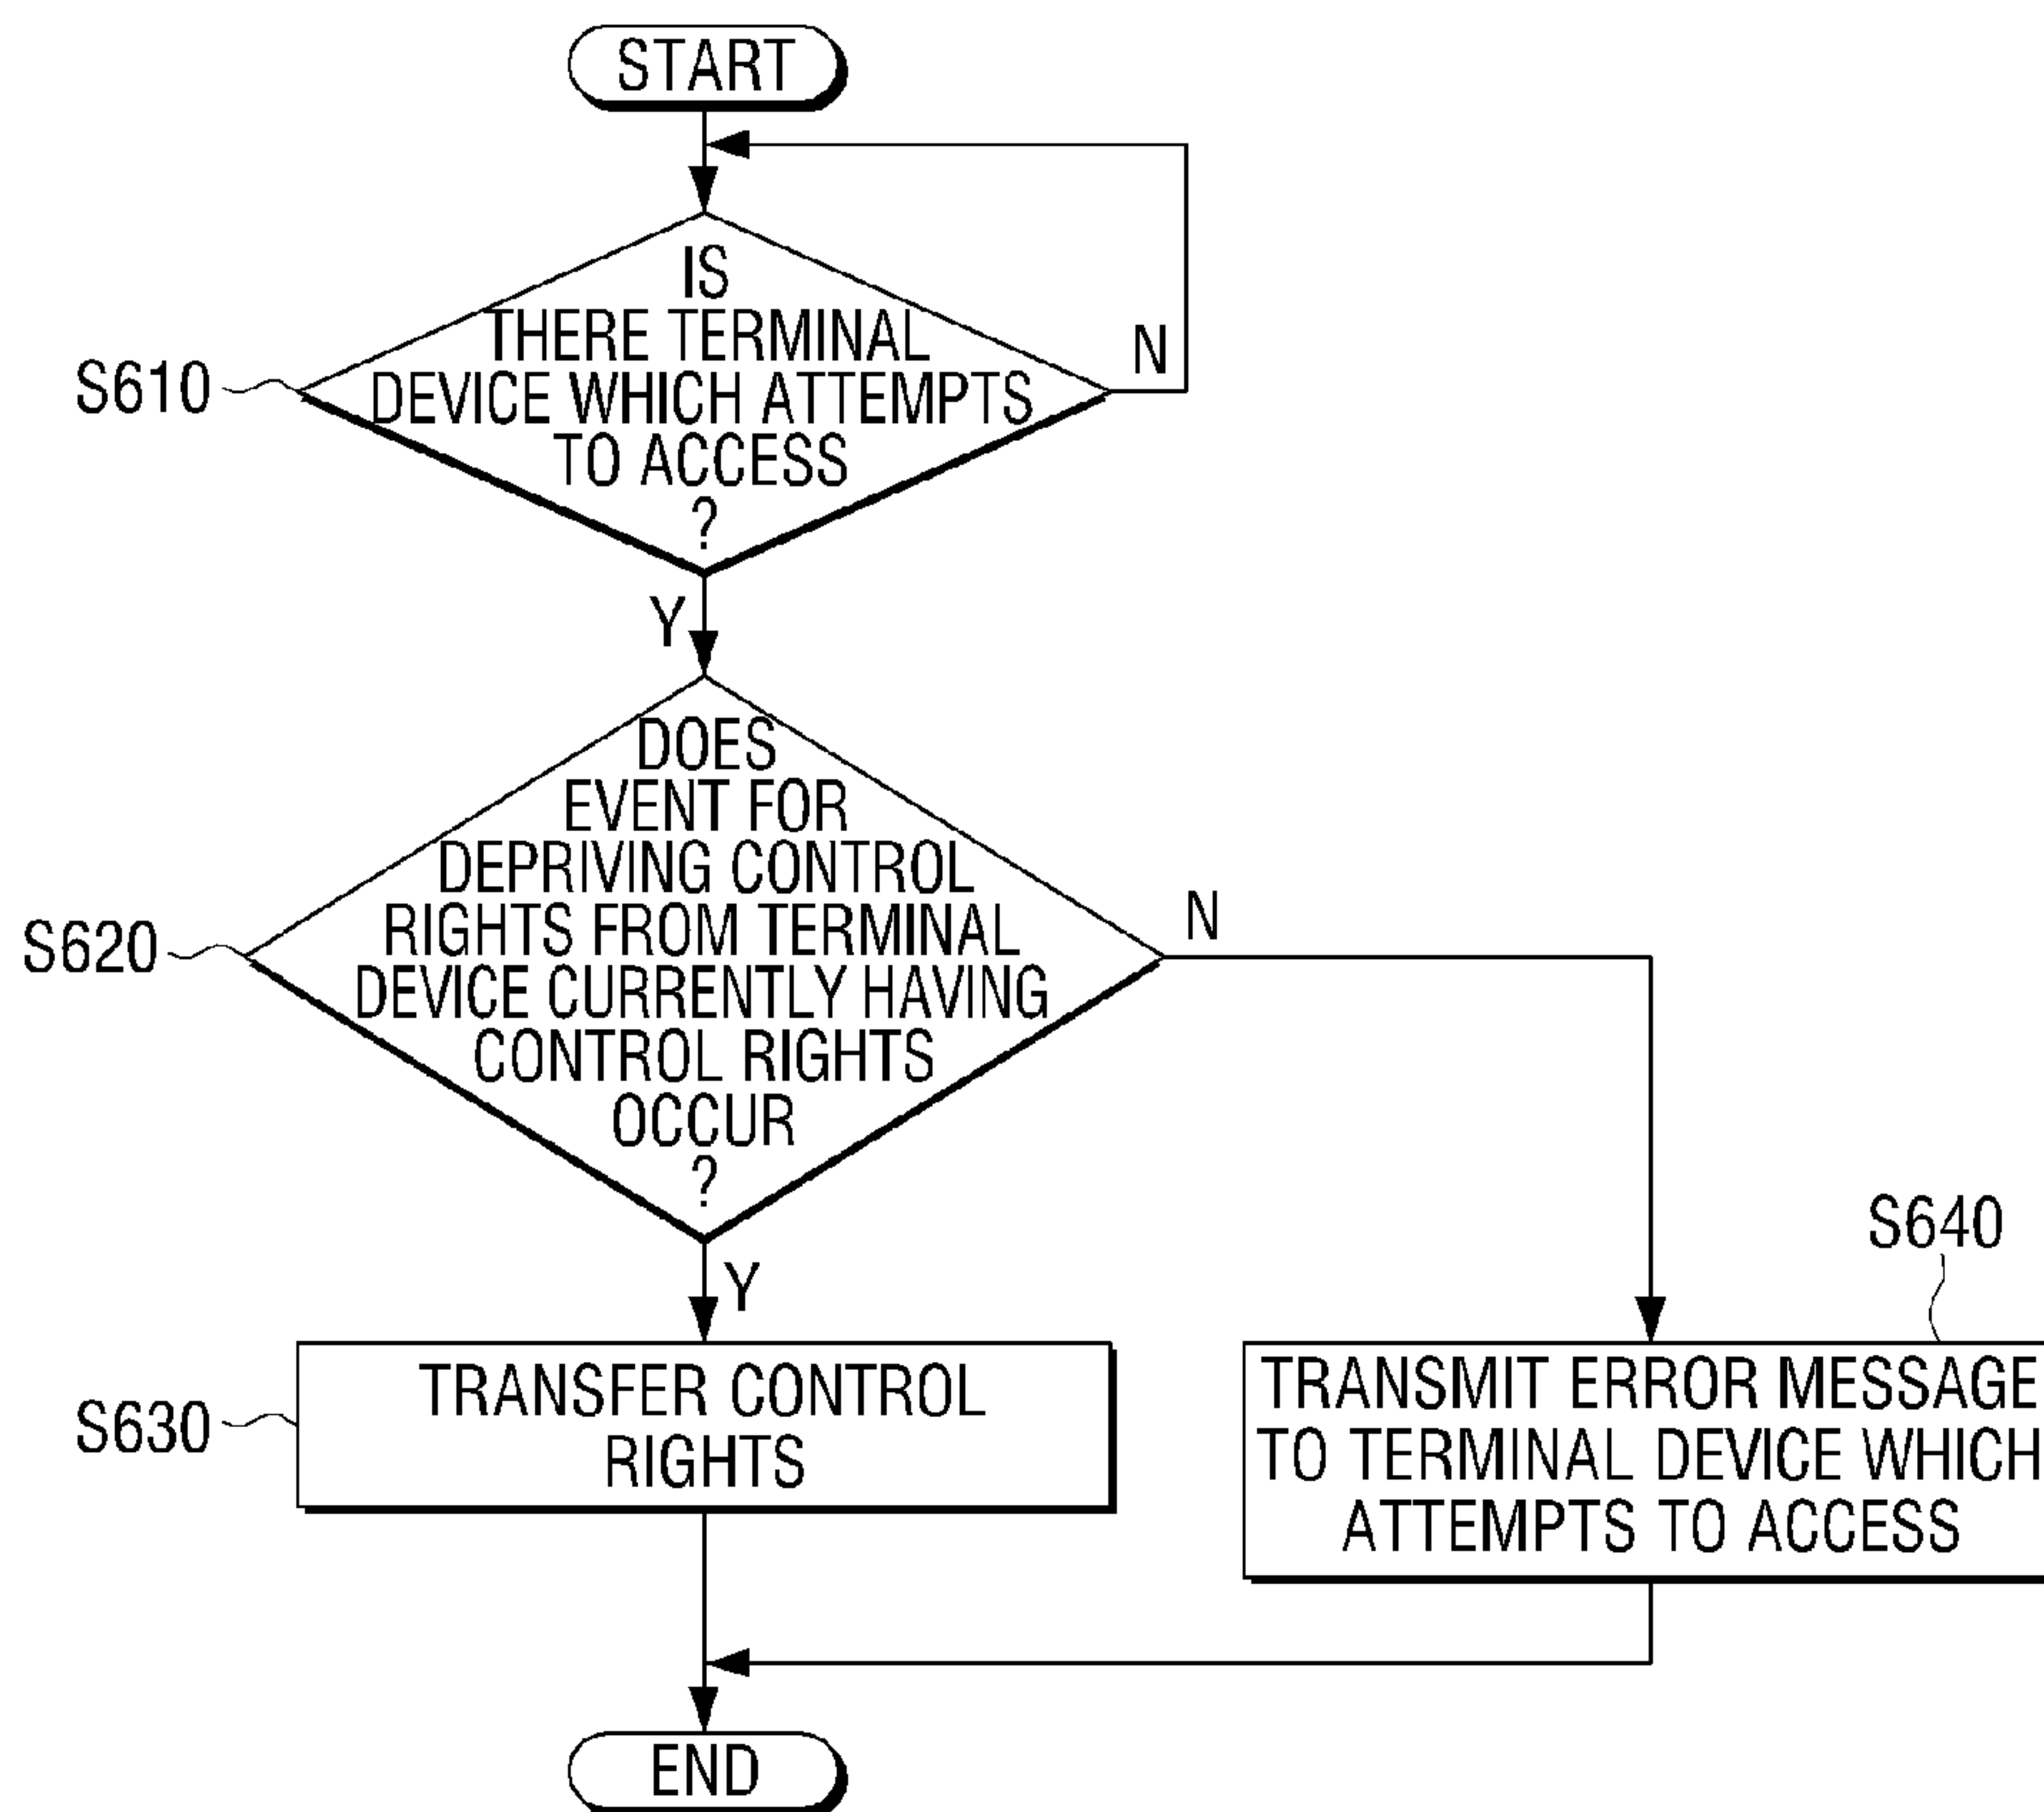 START
IS
THERE TERMINAL
DEVICE WHICH ATTEMPTS
TO ACCESS
?
S610
N
Y
DOES
EVENT FOR
DEPRIVING CONTROL
RIGHTS FROM TERMINAL
DEVICE CURRENTLY HAVING
CONTROL RIGHTS
OCCUR
?
S620
N
Y
S630
TRANSFER CONTROL
RIGHTS
S640
TRANSMIT ERROR MESSAGE
TO TERMINAL DEVICE WHICH
ATTEMPTS TO ACCESS
END